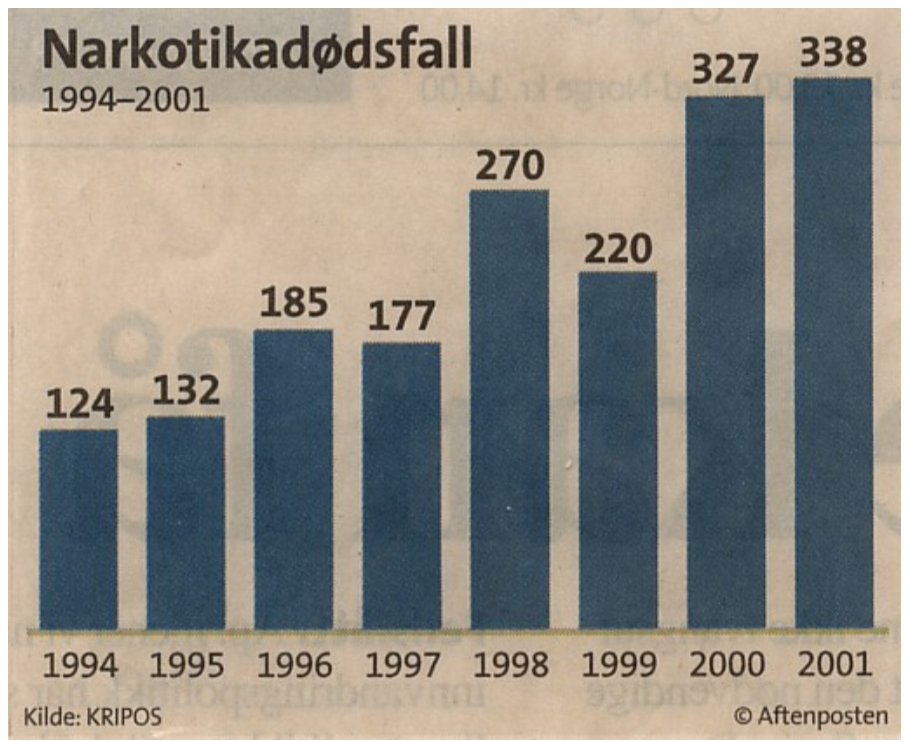 Narkotikadødsfall
1994–2001
124 132 185 177 270 220 327 338
1994 1995 1996 1997 1998 1999 2000 2001
Kilde: KRIPOS
© Aftenposten